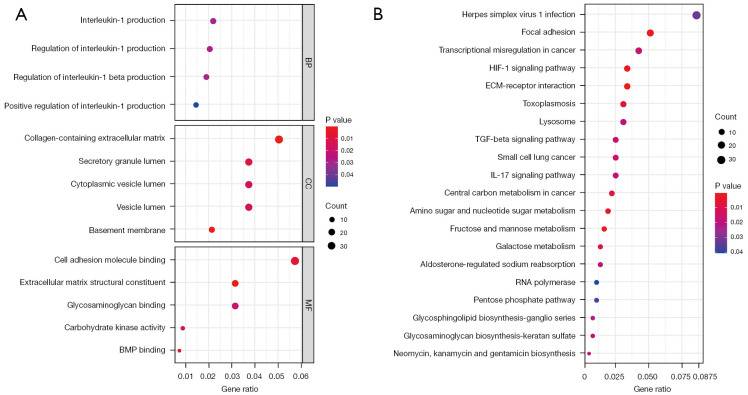 A
Interleukin-1 production
Regulation of interleukin-1 production
Regulation of interleukin-1 beta production
Positive regulation of interleukin-1 production
BP
Collagen-containing extracellular matrix
Secretory granule lumen
Cytoplasmic vesicle lumen
Vesicle lumen
Basement membrane
CC
Cell adhesion molecule binding
Extracellular matrix structural constituent
Glycosaminoglycan binding
Carbohydrate kinase activity
BMP binding
MF
0.01 0.02 0.03 0.04 0.05 0.06
Gene ratio
P value
0.01
0.02
0.03
0.04
Count
10
20
30
B
Herpes simplex virus 1 infection
Focal adhesion
Transcriptional misregulation in cancer
HIF-1 signaling pathway
ECM-receptor interaction
Toxoplasmosis
Lysosome
TGF-beta signaling pathway
Small cell lung cancer
IL-17 signaling pathway
Central carbon metabolism in cancer
Amino sugar and nucleotide sugar metabolism
Fructose and mannose metabolism
Galactose metabolism
Aldosterone-regulated sodium reabsorption
RNA polymerase
Pentose phosphate pathway
Glycosphingolipid biosynthesis-ganglio series
Glycosaminoglycan biosynthesis-keratan sulfate
Neomycin, kanamycin and gentamicin biosynthesis
0 0.025 0.050 0.075 0.0875
Gene ratio
Count
10
20
30
P value
0.01
0.02
0.03
0.04